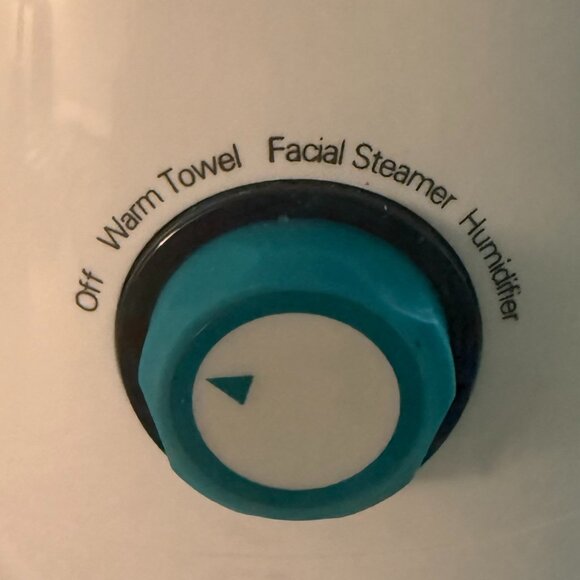 Off
Warm Towel
Facial Steamer
Humidifier